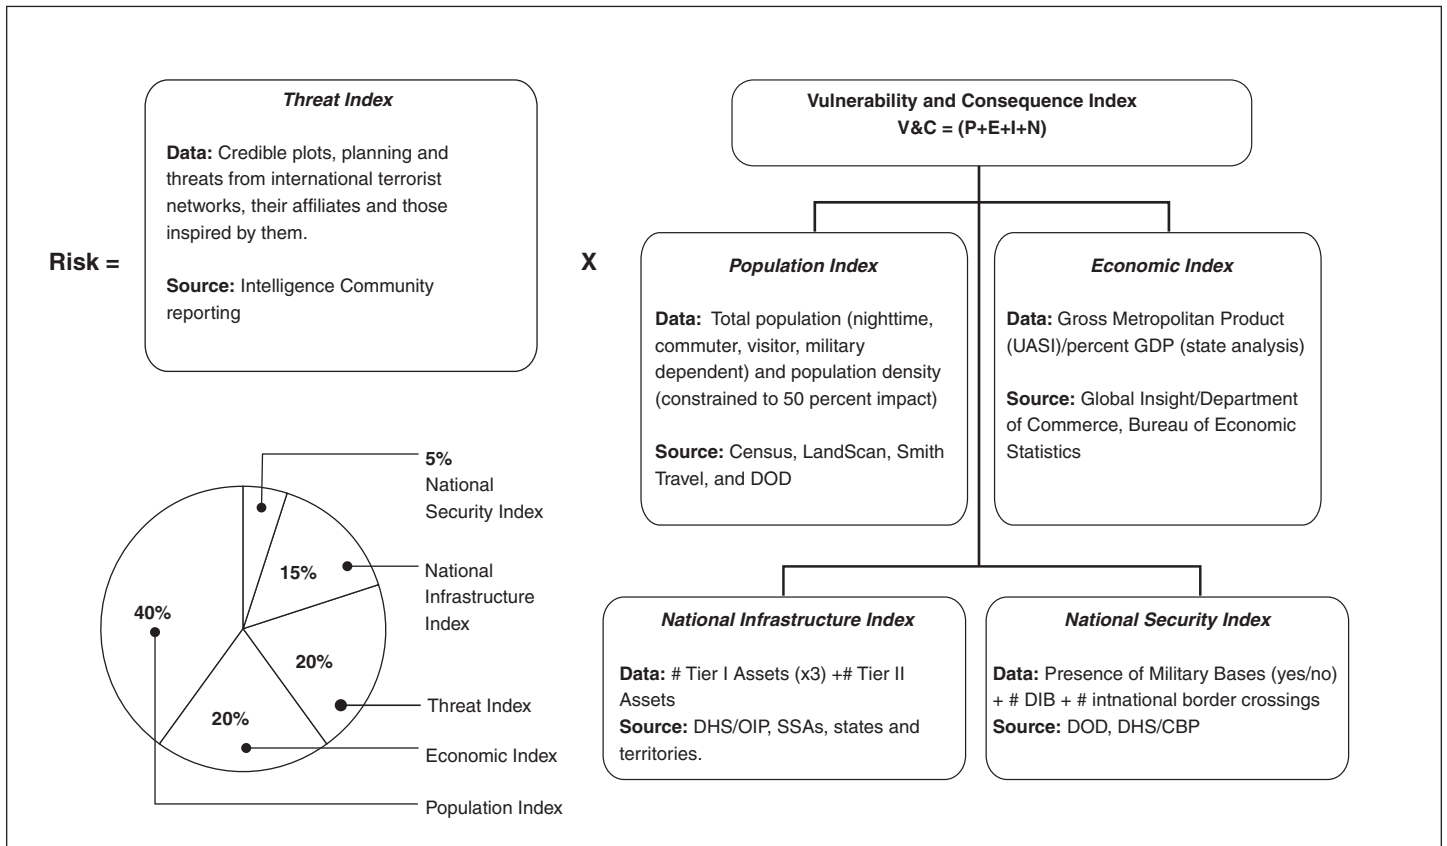 Risk =
Threat Index
Data: Credible plots, planning and
threats from international terrorist
networks, their affiliates and those
inspired by them.
Source: Intelligence Community
reporting
X
Vulnerability and Consequence Index
V&C = (P+E+I+N)
Population Index
Data:  Total population (nighttime,
commuter, visitor, military
dependent) and population density
(constrained to 50 percent impact)
Source: Census, LandScan, Smith
Travel, and DOD
Economic Index
Data: Gross Metropolitan Product
(UASI)/percent GDP (state analysis)
Source: Global Insight/Department
of Commerce, Bureau of Economic
Statistics
National Infrastructure Index
Data: # Tier I Assets (x3) +# Tier II
Assets
Source: DHS/OIP, SSAs, states and
territories.
National Security Index
Data: Presence of Military Bases (yes/no)
+ # DIB + # intnational border crossings
Source: DOD, DHS/CBP
5%
National
Security Index
15%
National
Infrastructure
Index
20%
Threat Index
20%
Economic Index
40%
Population Index